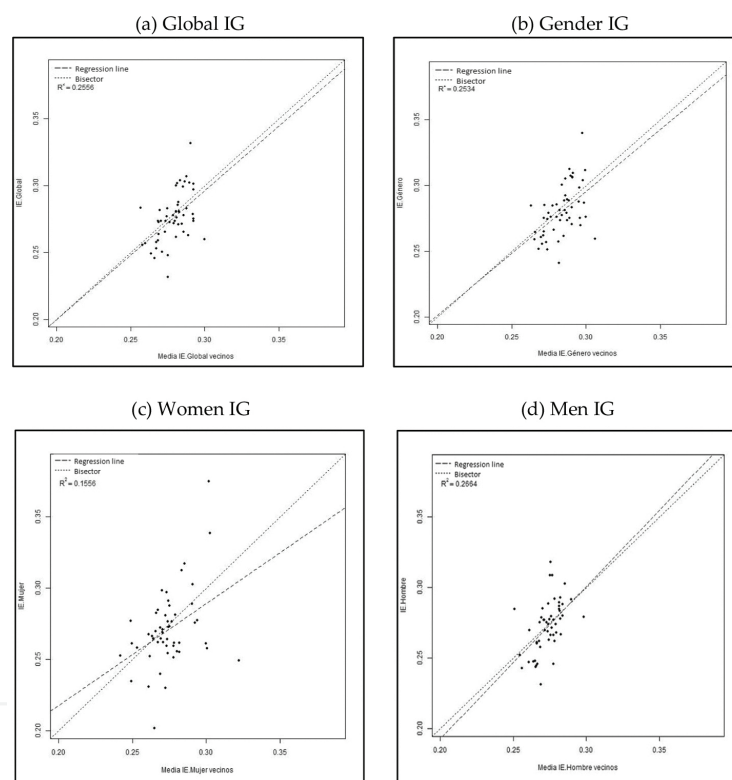 (a) Global IG
Regression line
Bisector
R² = 0.2556
0.35
0.30
0.25
0.20
IE.Global
0.20 0.25 0.30 0.35
Media IE.Global vecinos
(b) Gender IG
Regression line
Bisector
R² = 0.2534
0.35
0.30
0.25
0.20
IE.Género
0.20 0.25 0.30 0.35
Media IE.Género vecinos
(c) Women IG
Regression line
Bisector
R² = 0.1556
0.35
0.30
0.25
0.20
IE.Mujer
0.20 0.25 0.30 0.35
Media IE.Mujer vecinos
(d) Men IG
Regression line
Bisector
R² = 0.2664
0.35
0.30
0.25
0.20
IE.Hombre
0.20 0.25 0.30 0.35
Media IE.Hombre vecinos